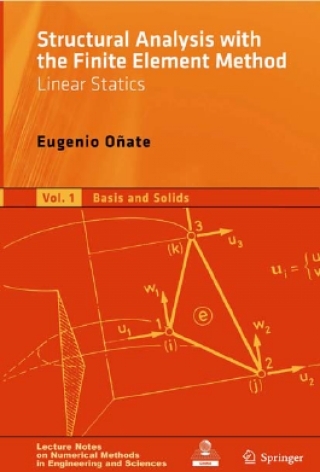 Structural Analysis with
the Finite Element Method
Linear Statics
Eugenio Oñate
Vol. 1 Basis and Solids
3
(k)
u₃
w₁
u₁
1
(i)
e
w₂
2
(j)
u₂
uᵢ = {u
v
Lecture Notes
on Numerical Methods
in Engineering and Sciences
Springer